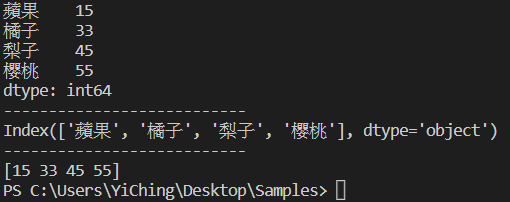 蘋果    15
橘子    33
梨子    45
櫻桃    55
dtype: int64
---------------------------
Index(['蘋果', '橘子', '梨子', '櫻桃'], dtype='object')
---------------------------
[15 33 45 55]
PS C:\Users\YiChing\Desktop\Samples>